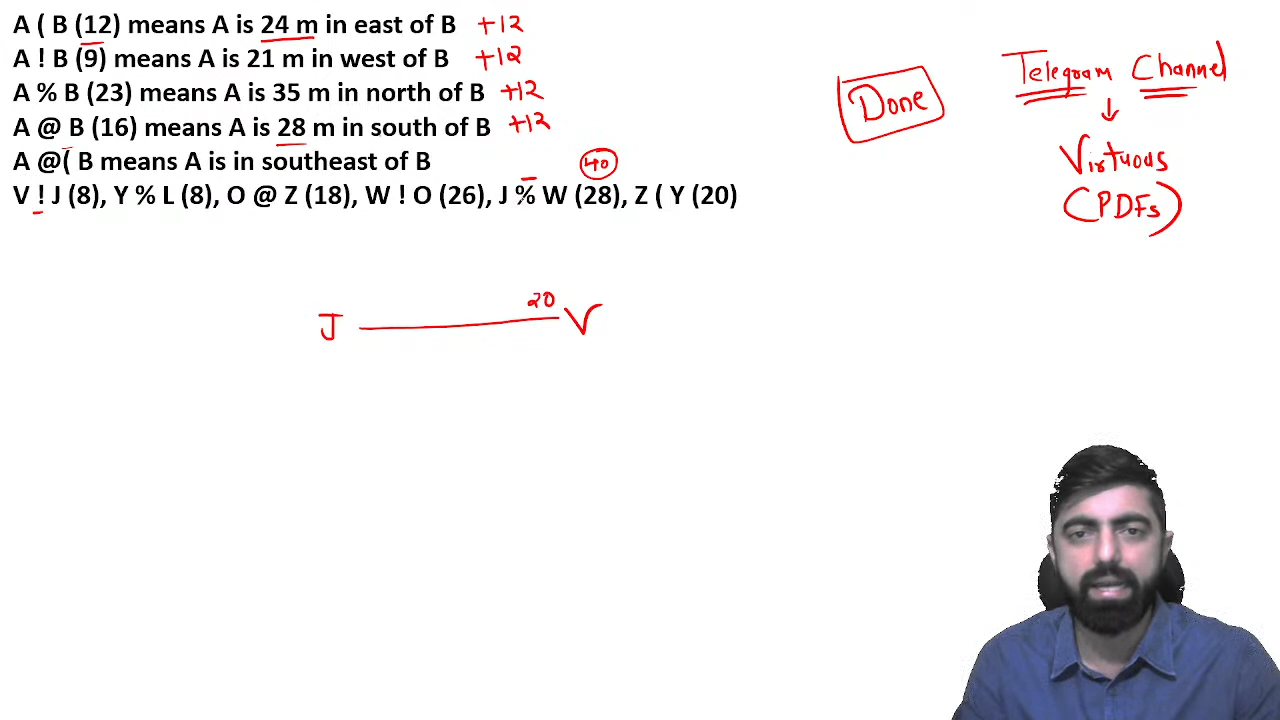 A ( B (12) means A is 24 m in east of B +12
A ! B (9) means A is 21 m in west of B +12
A % B (23) means A is 35 m in north of B +12
A @ B (16) means A is 28 m in south of B +12
A @( B means A is in southeast of B
40
V ! J (8), Y % L (8), O @ Z (18), W ! O (26), J % W (28), Z ( Y (20)
Done
Telegram Channel
↓
Virtuous
(PDFs)
20
J V